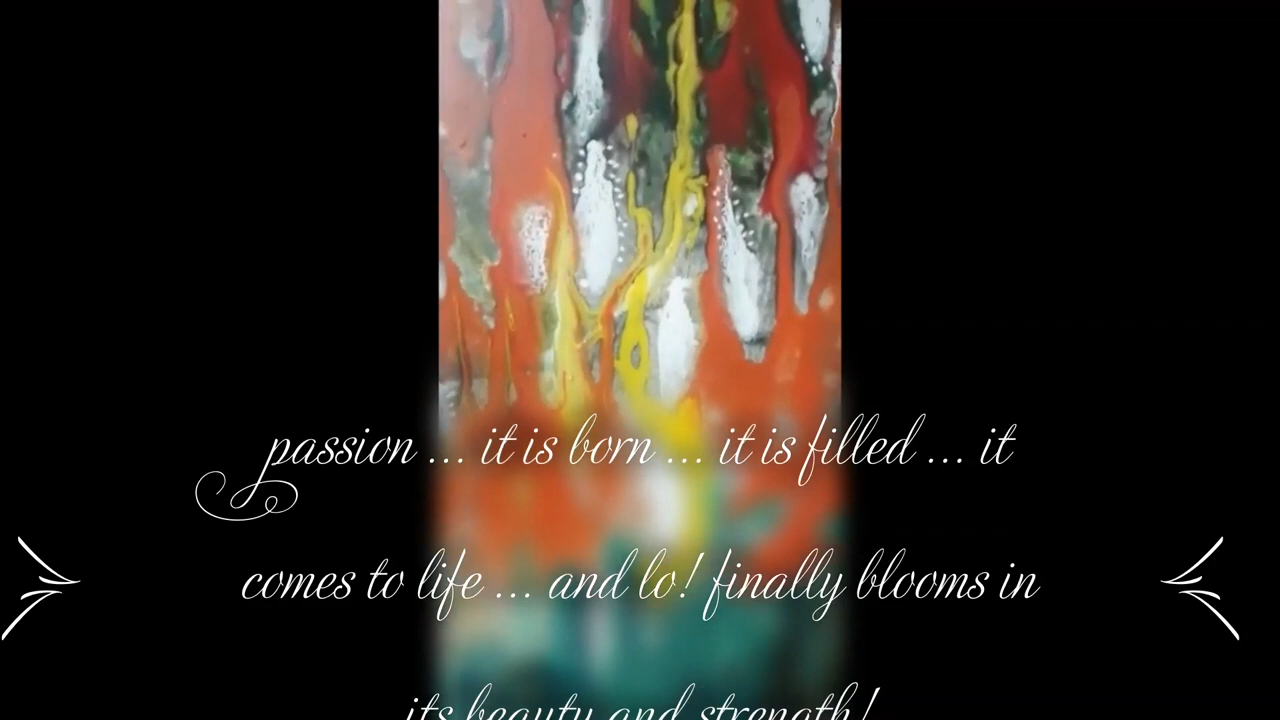 passion ... it is born ... it is filled ... it
comes to life ... and lo! finally blooms in
its beauty and strength!